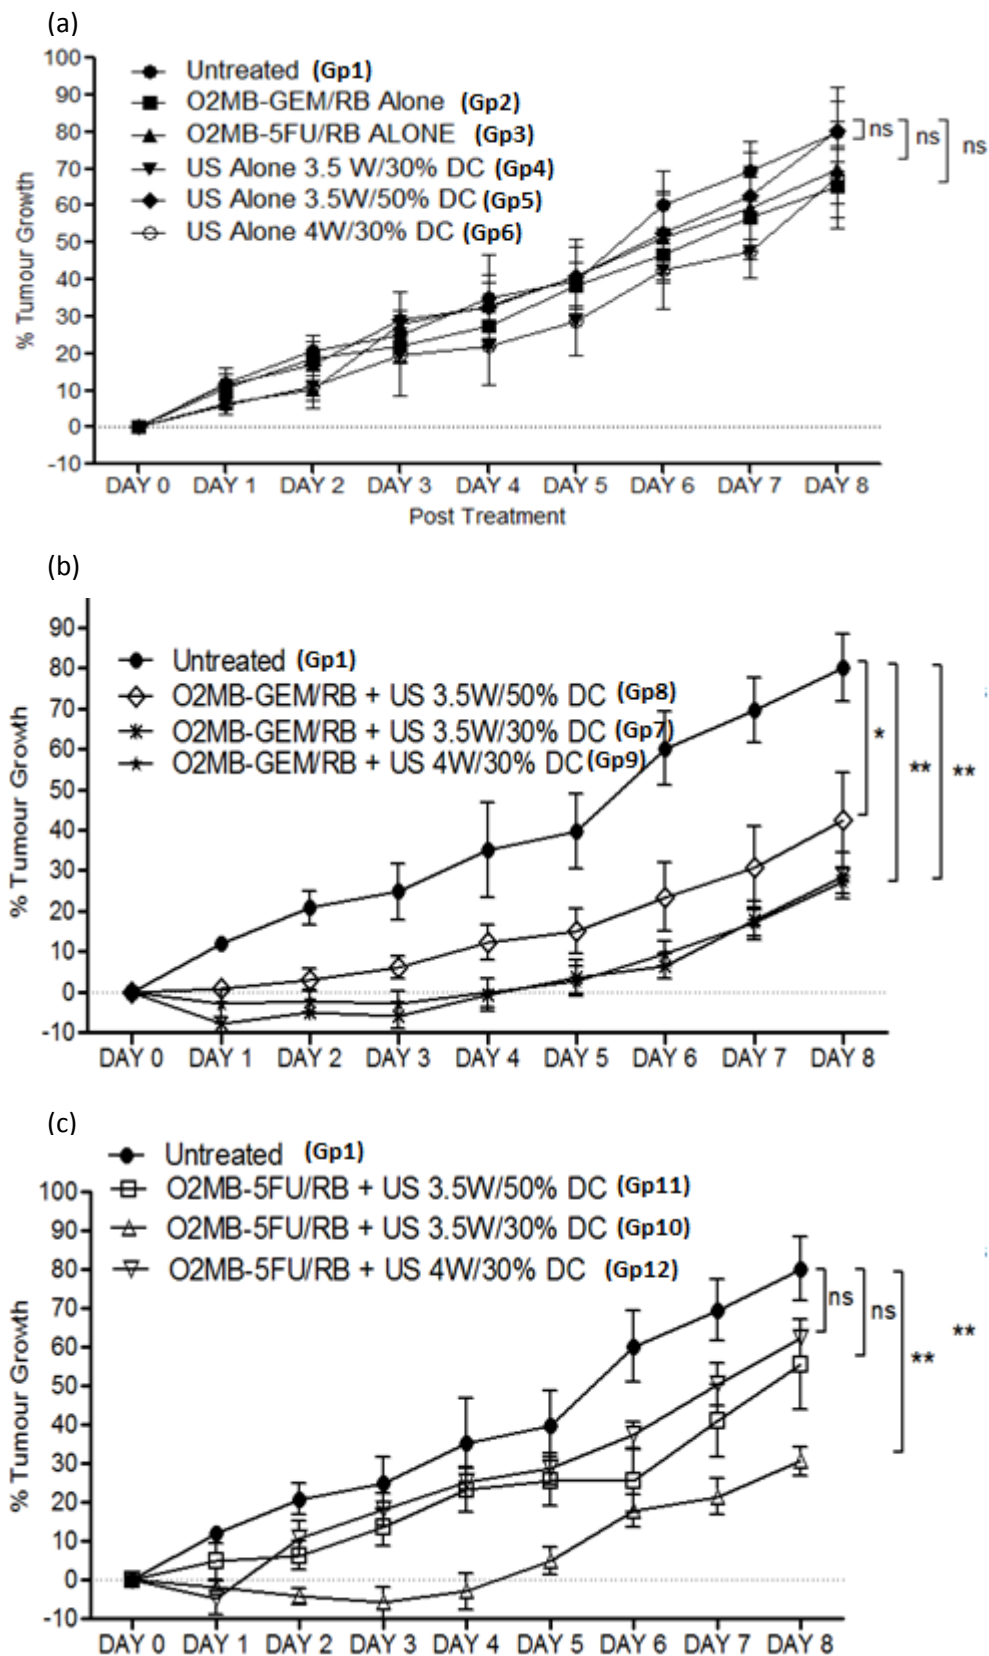 (a)
100
90
80
70
60
50
40
30
20
10
0
-10
% Tumour Growth
Untreated (Gp1)
O2MB-GEM/RB Alone (Gp2)
O2MB-5FU/RB ALONE (Gp3)
US Alone 3.5 W/30% DC (Gp4)
US Alone 3.5W/50% DC (Gp5)
US Alone 4W/30% DC (Gp6)
ns
ns
ns
DAY 0 DAY 1 DAY 2 DAY 3 DAY 4 DAY 5 DAY 6 DAY 7 DAY 8
Post Treatment
(b)
90
80
70
60
50
40
30
20
10
0
-10
% Tumour Growth
Untreated (Gp1)
O2MB-GEM/RB + US 3.5W/50% DC (Gp8)
O2MB-GEM/RB + US 3.5W/30% DC (Gp7)
O2MB-GEM/RB + US 4W/30% DC (Gp9)
*
**
**
DAY 0 DAY 1 DAY 2 DAY 3 DAY 4 DAY 5 DAY 6 DAY 7 DAY 8
(c)
Untreated (Gp1)
O2MB-5FU/RB + US 3.5W/50% DC (Gp11)
O2MB-5FU/RB + US 3.5W/30% DC (Gp10)
O2MB-5FU/RB + US 4W/30% DC (Gp12)
100
90
80
70
60
50
40
30
20
10
0
-10
% Tumour Growth
ns
ns
**
**
DAY 0 DAY 1 DAY 2 DAY 3 DAY 4 DAY 5 DAY 6 DAY 7 DAY 8